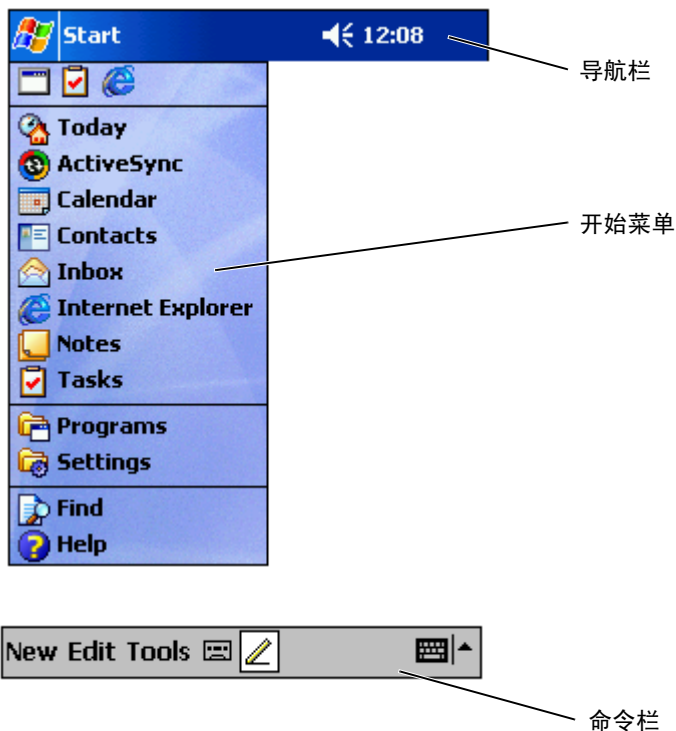 Start 12:08
导航栏
Today
ActiveSync
Calendar
Contacts
开始菜单
Inbox
Internet Explorer
Notes
Tasks
Programs
Settings
Find
Help
New Edit Tools
命令栏